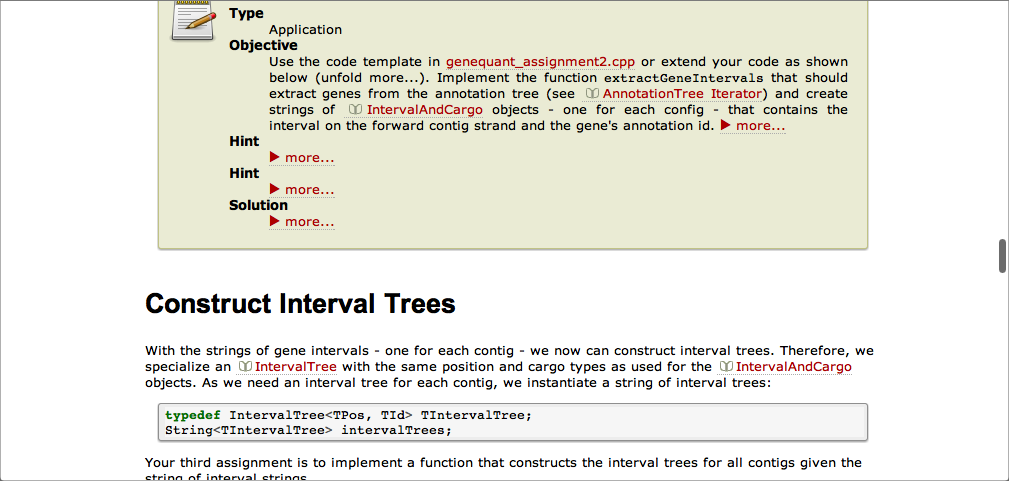 Type
Application
Objective
Use the code template in genequant_assignment2.cpp or extend your code as shown
below (unfold more...). Implement the function extractGeneIntervals that should
extract genes from the annotation tree (see AnnotationTree Iterator) and create
strings of IntervalAndCargo objects - one for each config - that contains the
interval on the forward contig strand and the gene's annotation id. ▶ more...
Hint
▶ more...
Hint
▶ more...
Solution
▶ more...
Construct Interval Trees
With the strings of gene intervals - one for each contig - we now can construct interval trees. Therefore, we
specialize an IntervalTree with the same position and cargo types as used for the IntervalAndCargo
objects. As we need an interval tree for each contig, we instantiate a string of interval trees:
typedef IntervalTree<TPos, TId> TIntervalTree;
String<TIntervalTree> intervalTrees;
Your third assignment is to implement a function that constructs the interval trees for all contigs given the
string of interval strings.